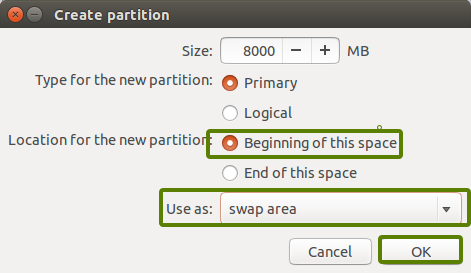 Create partition
Size: 8000 − + MB
Type for the new partition: Primary
Logical
Location for the new partition: Beginning of this space
End of this space
Use as: swap area
Cancel OK